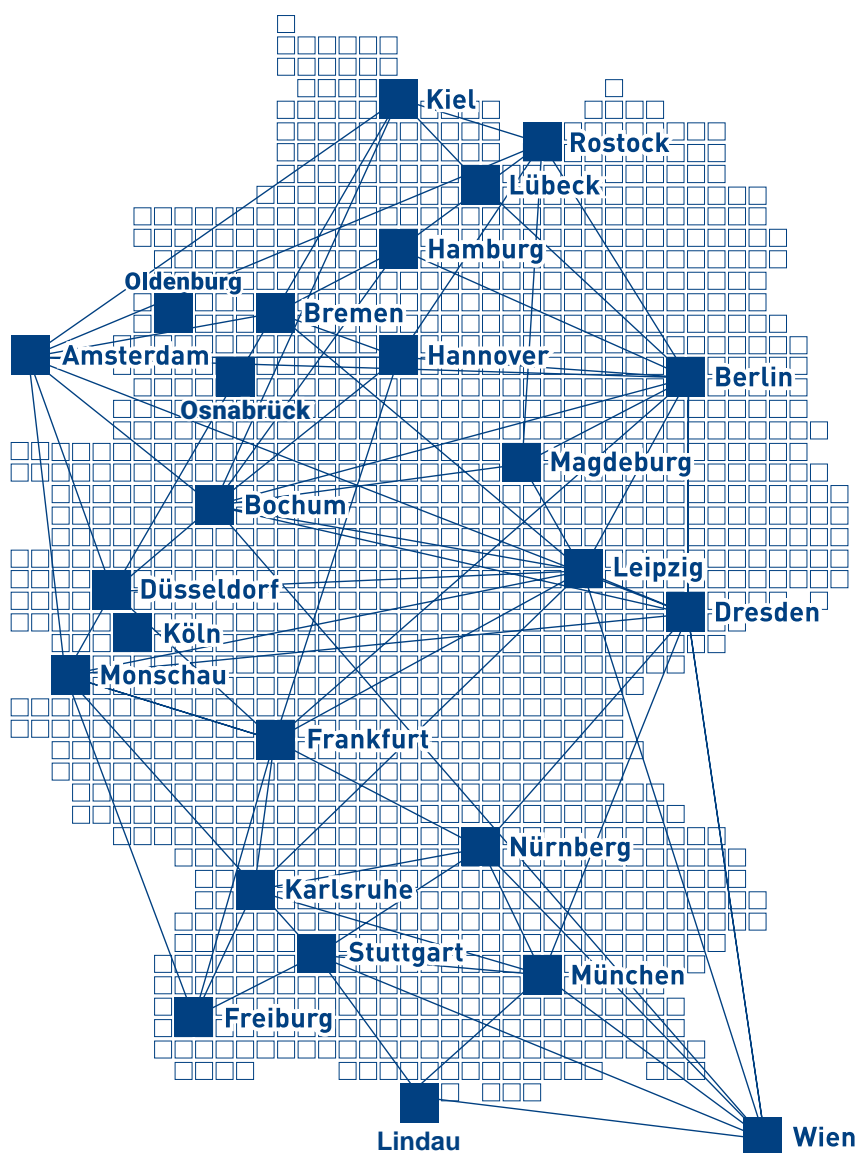 Kiel
Rostock
Lübeck
Hamburg
Oldenburg
Bremen
Amsterdam
Hannover
Berlin
Osnabrück
Magdeburg
Bochum
Leipzig
Düsseldorf
Dresden
Köln
Monschau
Frankfurt
Nürnberg
Karlsruhe
Stuttgart
München
Freiburg
Wien
Lindau